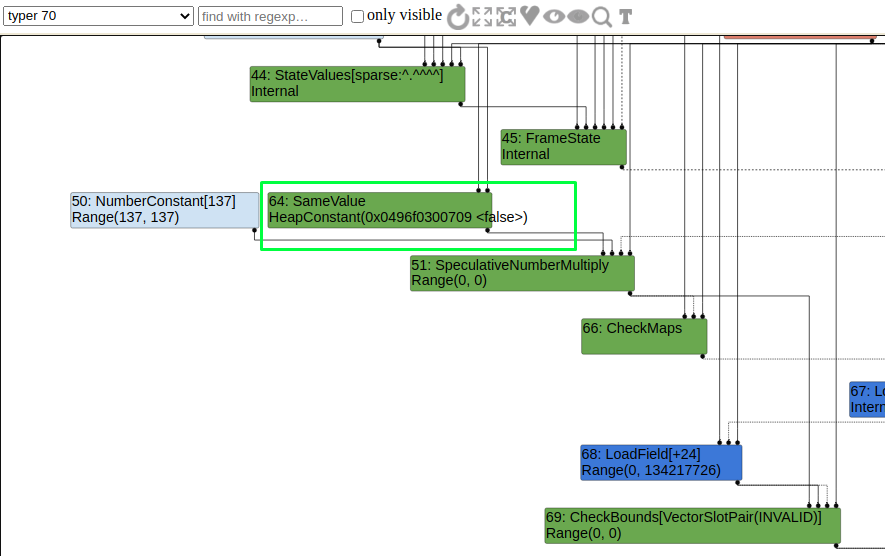 typer 70
find with regexp…
only visible
T
44: StateValues[sparse:^.^^^^]
Internal
45: FrameState
Internal
50: NumberConstant[137]
Range(137, 137)
64: SameValue
HeapConstant(0x0496f0300709 <false>)
51: SpeculativeNumberMultiply
Range(0, 0)
66: CheckMaps
67: Lo
Intern
68: LoadField[+24]
Range(0, 134217726)
69: CheckBounds[VectorSlotPair(INVALID)]
Range(0, 0)